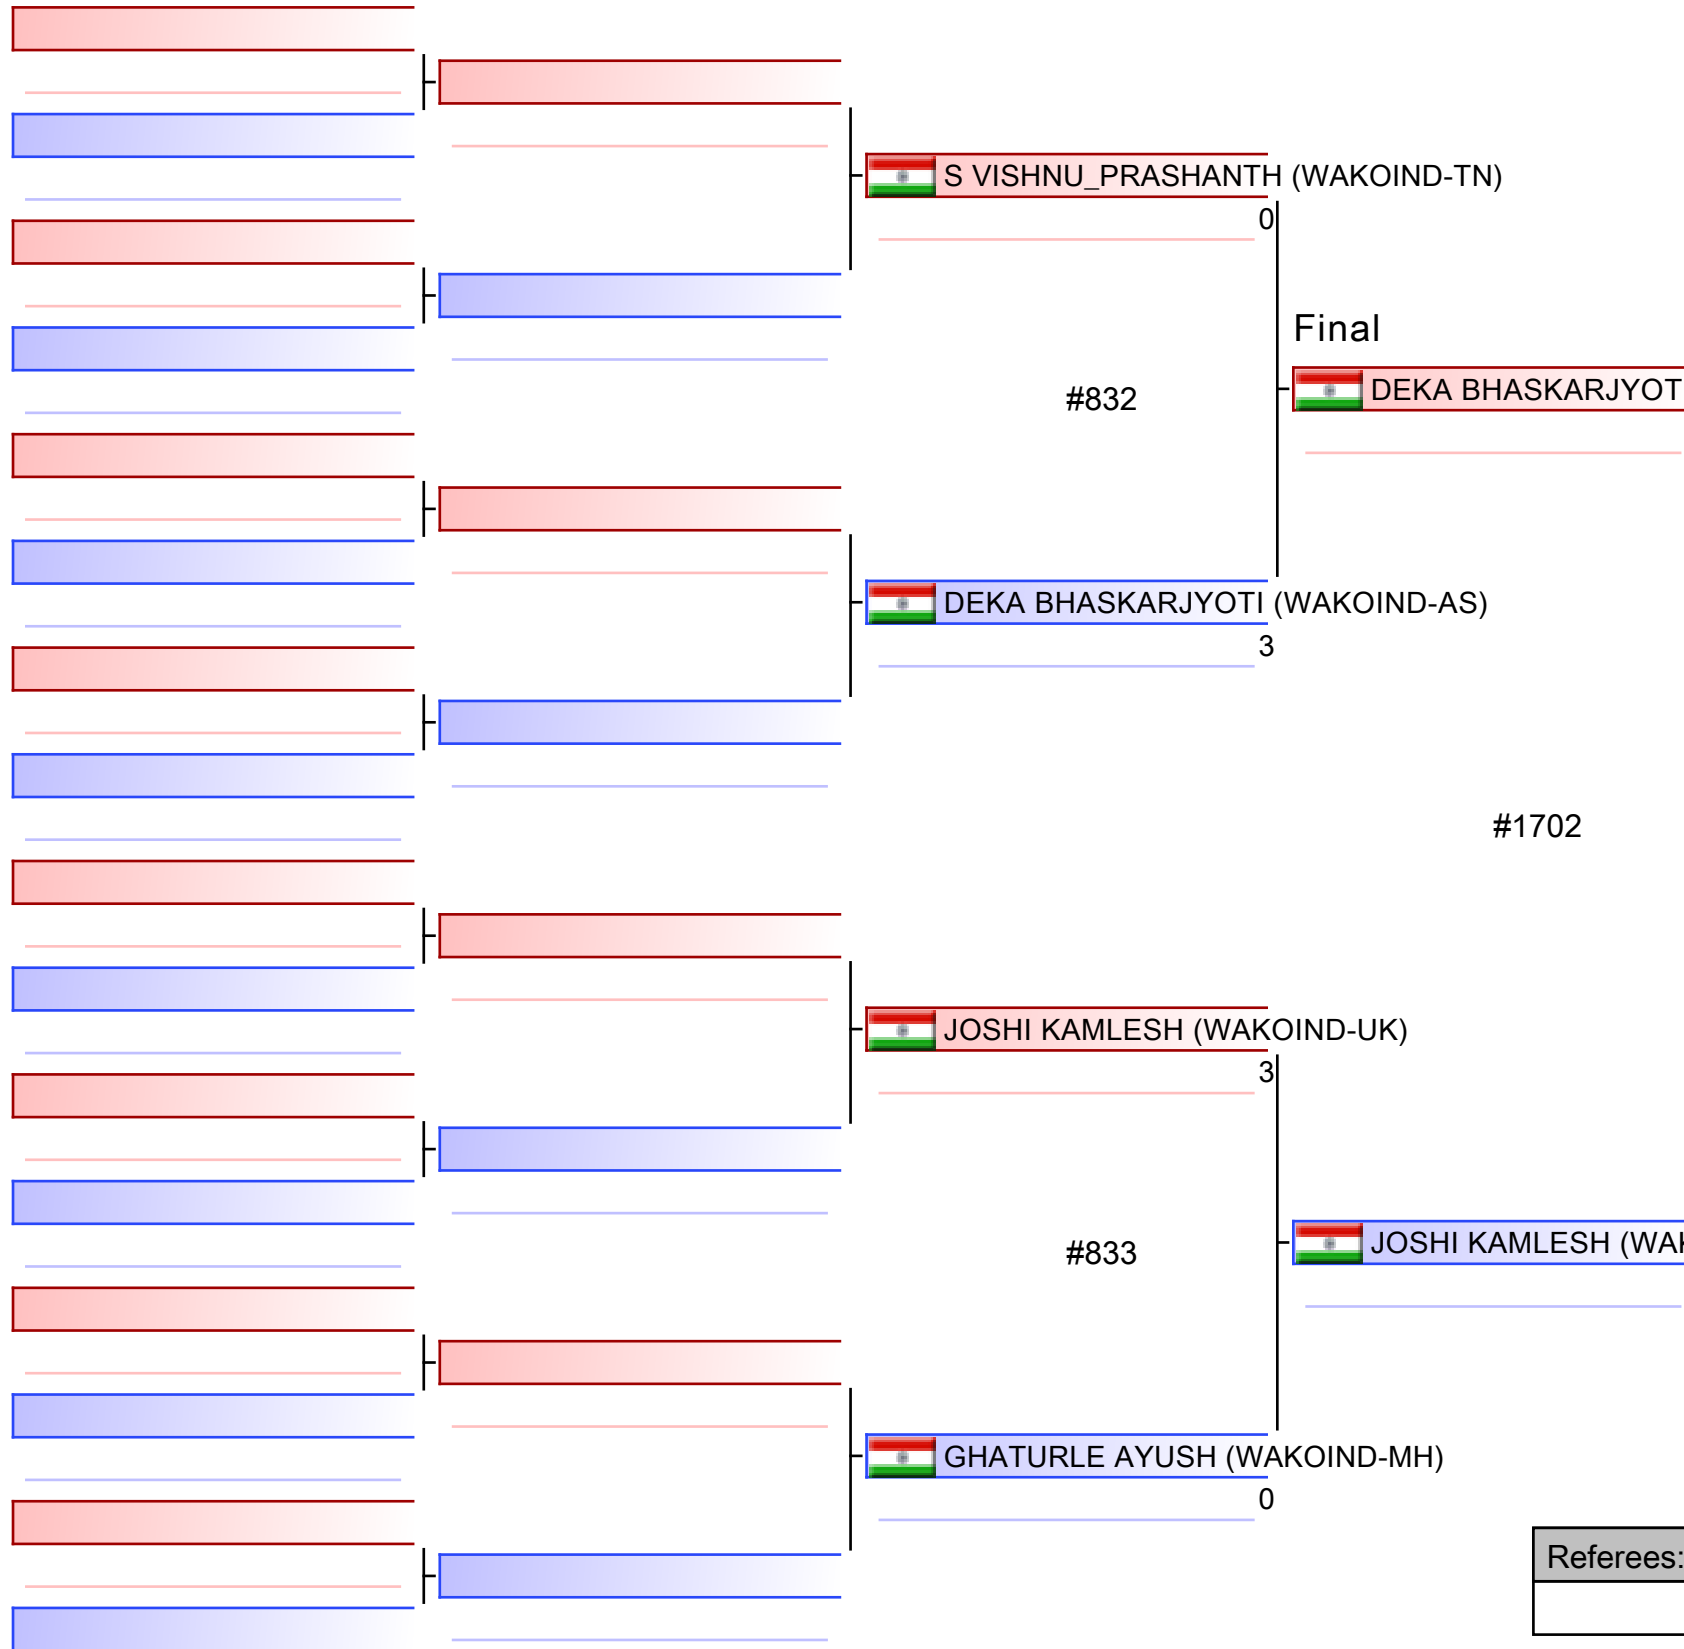 S VISHNU_PRASHANTH (WAKOIND-TN)
0
Final
#832
DEKA BHASKARJYOT
DEKA BHASKARJYOTI (WAKOIND-AS)
3
#1702
JOSHI KAMLESH (WAKOIND-UK)
3
#833
JOSHI KAMLESH (WAK
GHATURLE AYUSH (WAKOIND-MH)
0
Referees: